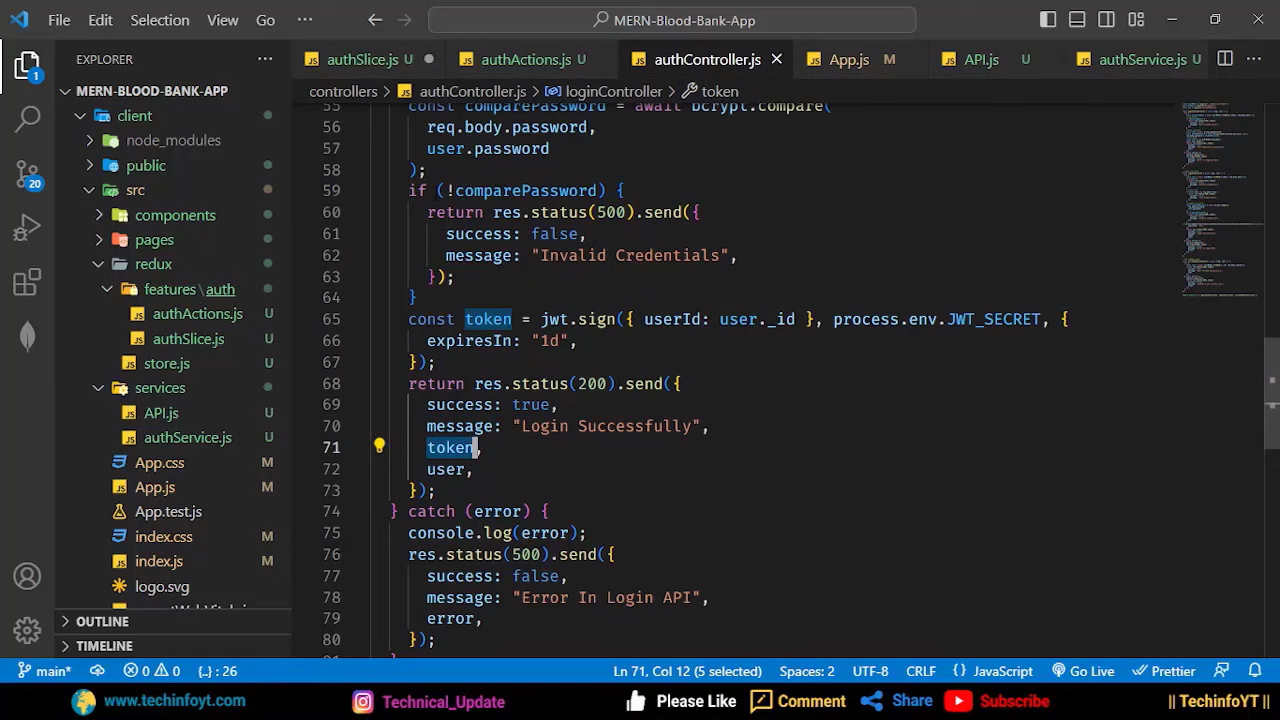 File Edit Selection View Go ··· MERN-Blood-Bank-App
EXPLORER ···
1
20
MERN-BLOOD-BANK-APP
client
node_modules
public
src
components
pages
redux
features\auth
authActions.js U
authSlice.js U
store.js U
services
API.js U
authService.js U
App.css M
App.js M
App.test.js
index.css M
index.js M
logo.svg
OUTLINE
TIMELINE
authSlice.js U authActions.js U authController.js App.js M API.js U authService.js U ···
controllers > authController.js > loginController > token
55 const comparePassword = await bcrypt.compare(
56 req.body.password,
57 user.password
58 );
59 if (!comparePassword) {
60 return res.status(500).send({
61 success: false,
62 message: "Invalid Credentials",
63 });
64 }
65 const token = jwt.sign({ userId: user._id }, process.env.JWT_SECRET, {
66 expiresIn: "1d",
67 });
68 return res.status(200).send({
69 success: true,
70 message: "Login Successfully",
71 token,
72 user,
73 });
74 } catch (error) {
75 console.log(error);
76 res.status(500).send({
77 success: false,
78 message: "Error In Login API",
79 error,
80 });
main* 0 0 {..} : 26 Ln 71, Col 12 (5 selected) Spaces: 2 UTF-8 CRLF { } JavaScript Go Live Prettier
www.techinfoyt.com Technical_Update Please Like Comment Share Subscribe || TechinfoYT ||